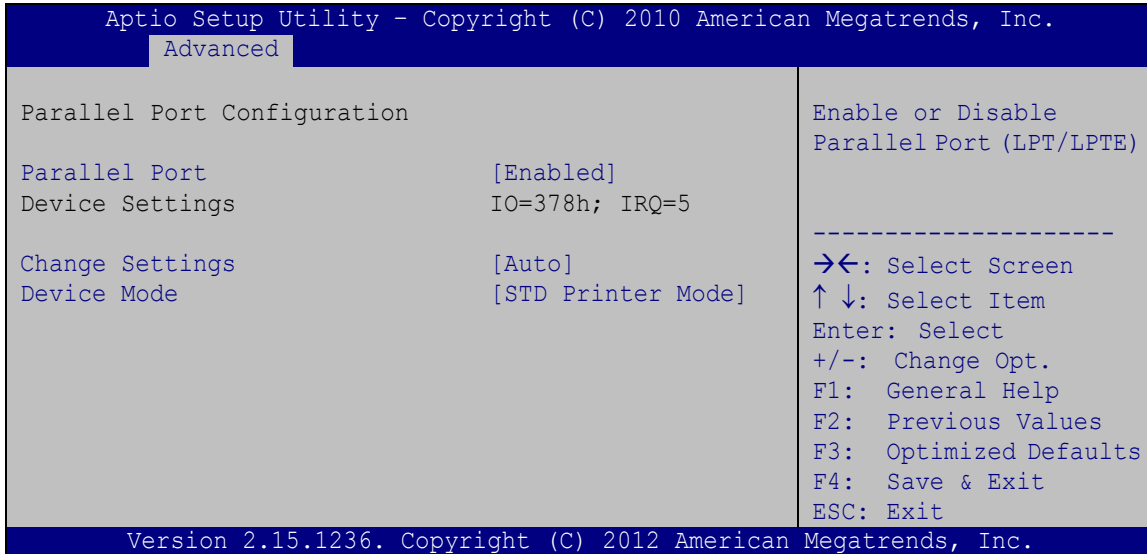 Aptio Setup Utility – Copyright (C) 2010 American Megatrends, Inc.
Advanced
Parallel Port Configuration
Parallel Port [Enabled]
Device Settings IO=378h; IRQ=5
Change Settings [Auto]
Device Mode [STD Printer Mode]
Enable or Disable
Parallel Port (LPT/LPTE)
---------------------
→←: Select Screen
↑ ↓: Select Item
Enter: Select
+/-: Change Opt.
F1: General Help
F2: Previous Values
F3: Optimized Defaults
F4: Save & Exit
ESC: Exit
Version 2.15.1236. Copyright (C) 2012 American Megatrends, Inc.